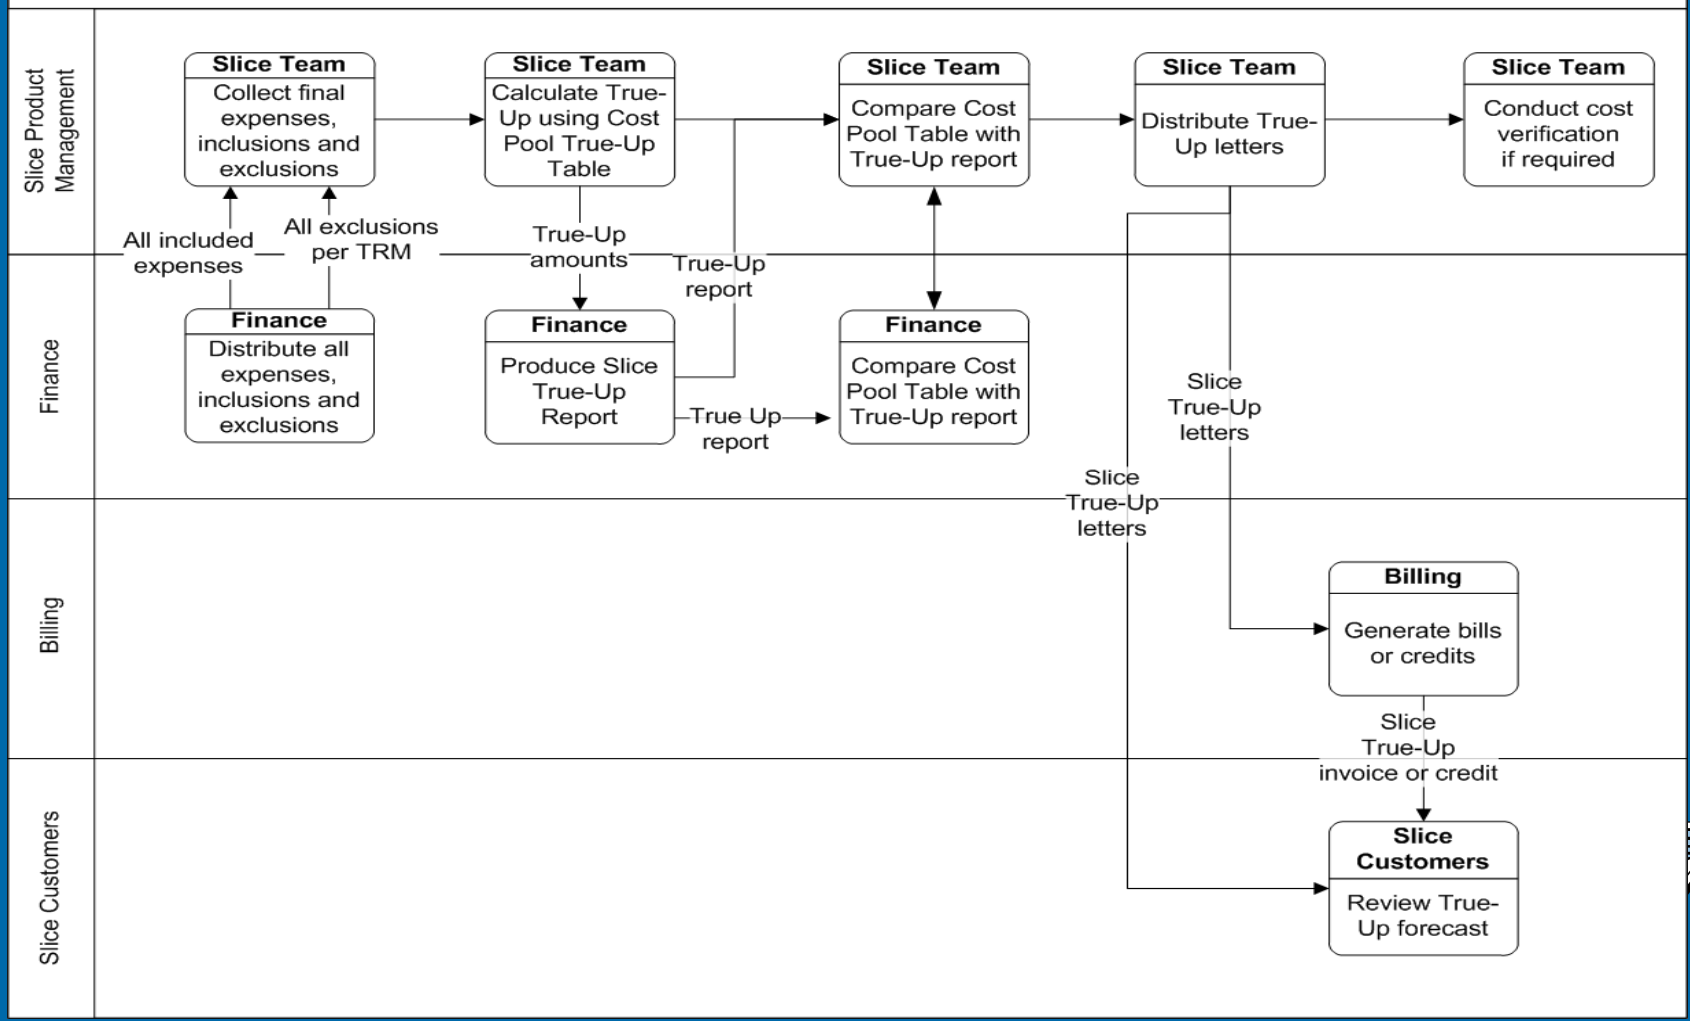 Slice Product
Management
Slice Team
Collect final
expenses,
inclusions and
exclusions
Slice Team
Calculate True-
Up using Cost
Pool True-Up
Table
Slice Team
Compare Cost
Pool Table with
True-Up report
Slice Team
Distribute True-
Up letters
Slice Team
Conduct cost
verification
if required
All included
expenses
All exclusions
per TRM
True-Up
amounts
True-Up
report
Finance
Finance
Distribute all
expenses,
inclusions and
exclusions
Finance
Produce Slice
True-Up
Report
True Up
report
Finance
Compare Cost
Pool Table with
True-Up report
Slice
True-Up
letters
Slice
True-Up
letters
Billing
Billing
Generate bills
or credits
Slice
True-Up
invoice or credit
Slice Customers
Slice
Customers
Review True-
Up forecast